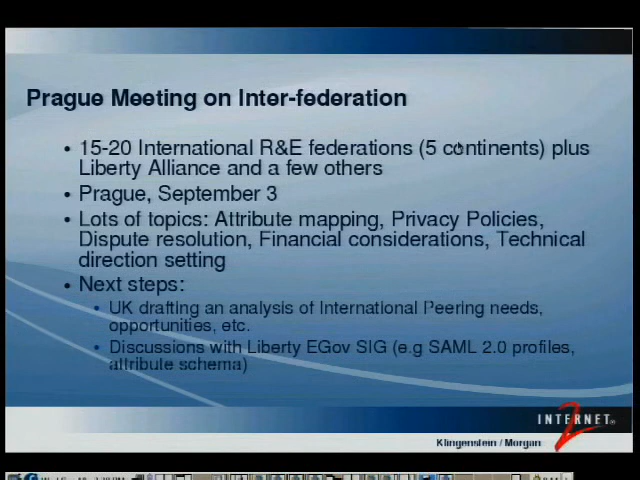 Prague Meeting on Inter-federation
• 15-20 International R&E federations (5 continents) plus
Liberty Alliance and a few others
• Prague, September 3
• Lots of topics: Attribute mapping, Privacy Policies,
Dispute resolution, Financial considerations, Technical
direction setting
• Next steps:
• UK drafting an analysis of International Peering needs,
opportunities, etc.
• Discussions with Liberty EGov SIG (e.g SAML 2.0 profiles,
attribute schema)
INTERNET®
2
Klingenstein / Morgan